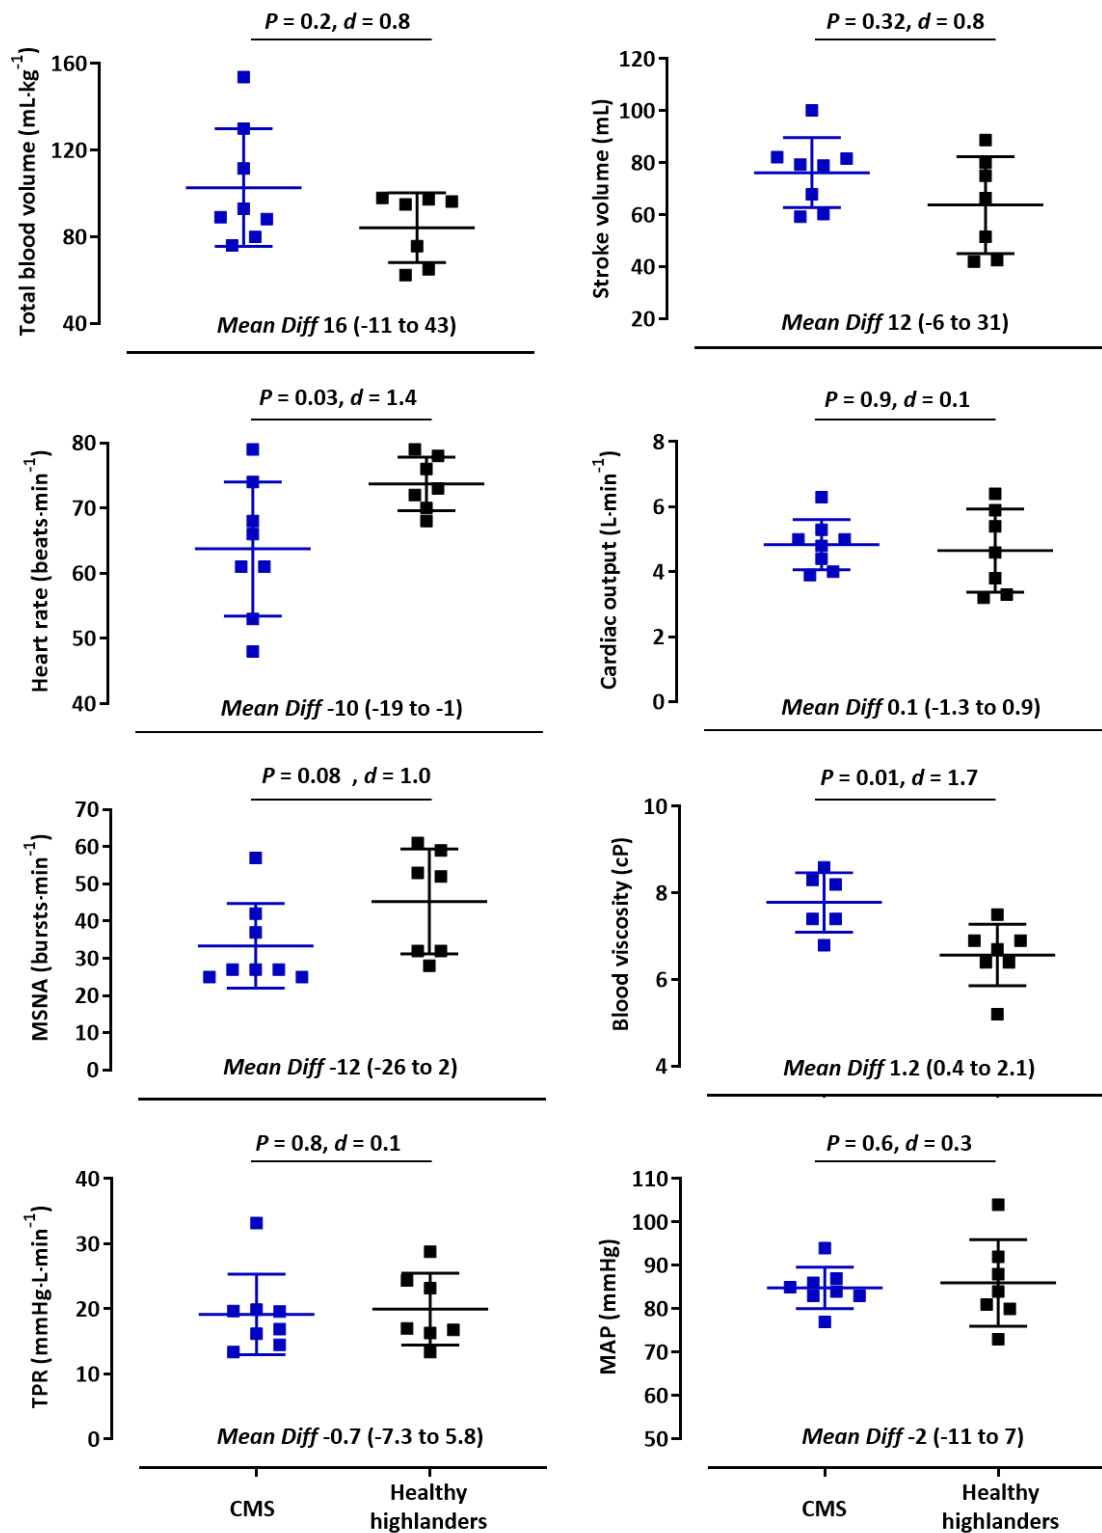 P = 0.2, d = 0.8
Total blood volume (mL·kg⁻¹)
160
120
80
40
Mean Diff 16 (-11 to 43)
P = 0.32, d = 0.8
Stroke volume (mL)
120
100
80
60
40
20
Mean Diff 12 (-6 to 31)
P = 0.03, d = 1.4
Heart rate (beats·min⁻¹)
80
70
60
50
40
Mean Diff -10 (-19 to -1)
P = 0.9, d = 0.1
Cardiac output (L·min⁻¹)
8
6
4
2
0
Mean Diff 0.1 (-1.3 to 0.9)
P = 0.08 , d = 1.0
MSNA (bursts·min⁻¹)
70
60
50
40
30
20
10
0
Mean Diff -12 (-26 to 2)
P = 0.01, d = 1.7
Blood viscosity (cP)
10
8
6
4
Mean Diff 1.2 (0.4 to 2.1)
P = 0.8, d = 0.1
TPR (mmHg·L·min⁻¹)
40
30
20
10
0
Mean Diff -0.7 (-7.3 to 5.8)
P = 0.6, d = 0.3
MAP (mmHg)
110
100
90
80
70
60
50
Mean Diff -2 (-11 to 7)
CMS
Healthy
highlanders
CMS
Healthy
highlanders